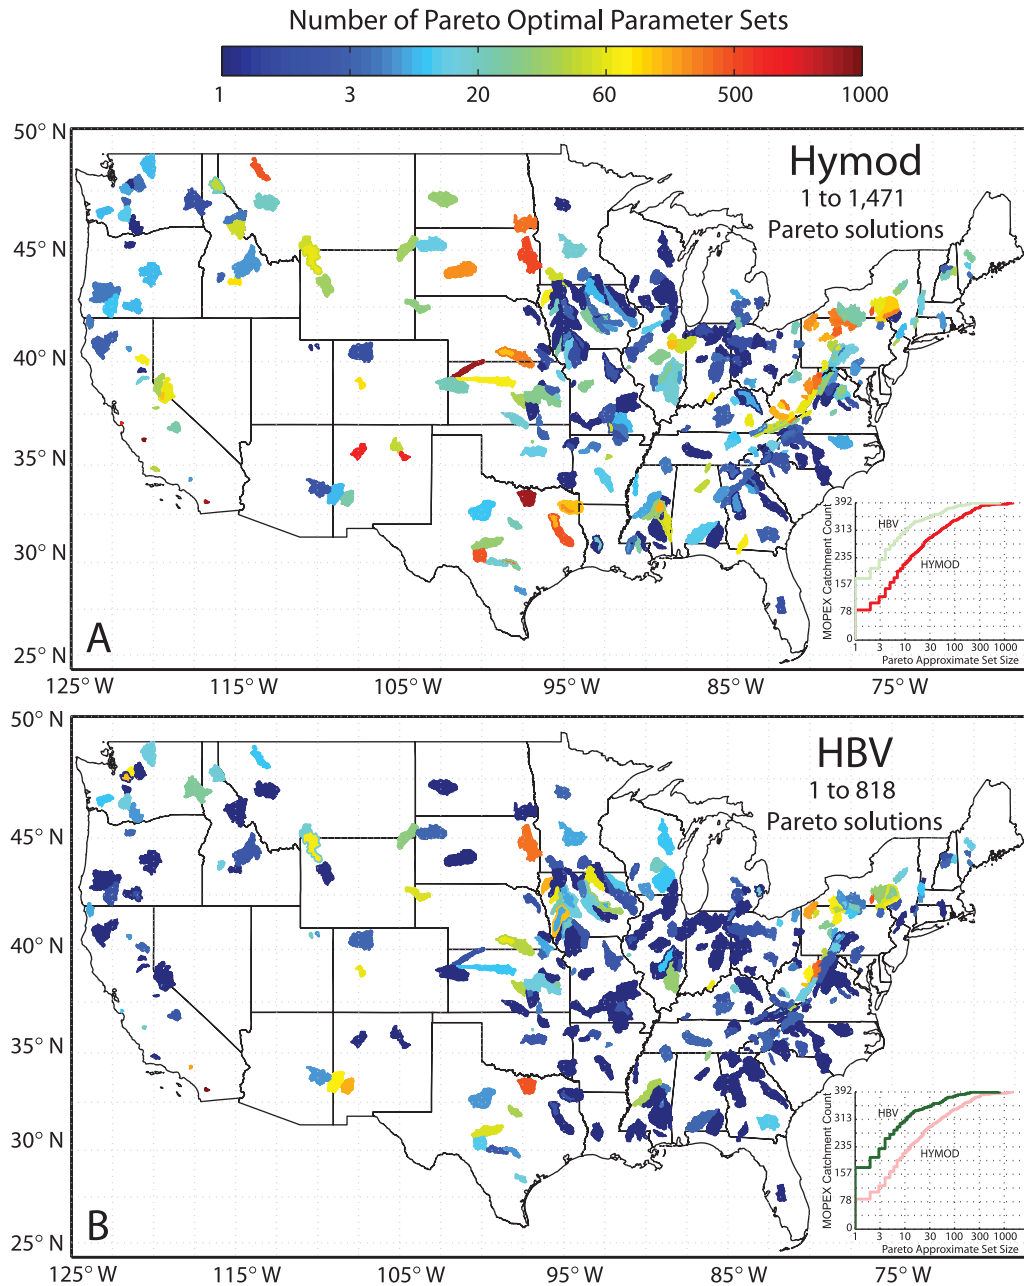 Number of Pareto Optimal Parameter Sets
1 3 20 60 500 1000
50° N
45° N
40° N
35° N
30° N
25° N
Hymod
1 to 1,471
Pareto solutions
A
MOPEX Catchment Count
392
313
235
157
78
0
HBV
HYMOD
1 3 10 30 100 300 1000
Pareto Approximate Set Size
125° W 115° W 105° W 95° W 85° W 75° W
50° N
45° N
40° N
35° N
30° N
25° N
HBV
1 to 818
Pareto solutions
B
MOPEX Catchment Count
392
313
235
157
78
0
HBV
HYMOD
1 3 10 30 100 300 1000
Pareto Approximate Set Size
125° W 115° W 105° W 95° W 85° W 75° W